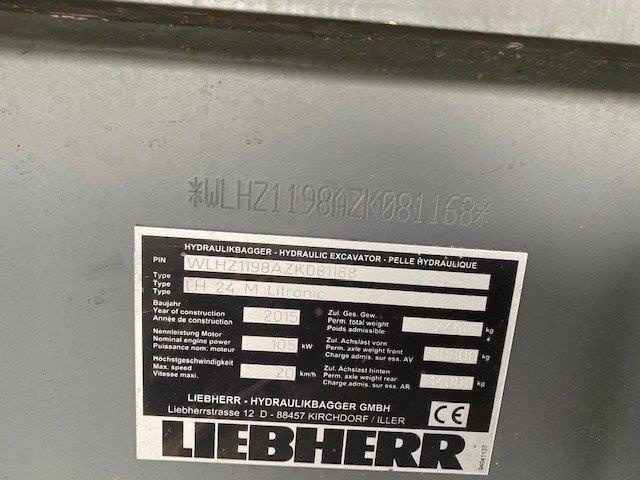 *WLHZ1198AZK081168*
HYDRAULIKBAGGER - HYDRAULIC EXCAVATOR - PELLE HYDRAULIQUE
PIN WLHZ1198AZK081168
Type
Type LH 24 M Litronic
Type
Baujahr
Year of construction 2015
Année de construction
Nennleistung Motor
Nominal engine power 105 kW
Puissance nom. moteur
Höchstgeschwindigkeit
Max. speed 20 km/h
Vitesse maxi.
Zul. Ges. Gew.
Perm. total weight kg
Poids admissible:
Zul. Achslast vorn
Perm. axle weight front kg
Charge admis. sur ess. AV
Zul. Achslast hinten
Perm. axle weight rear 12000 kg
Charge admis. sur ess. AR
LIEBHERR - HYDRAULIKBAGGER GMBH
Liebherrstrasse 12 D - 88457 KIRCHDORF / ILLER
CE
LIEBHERR
94041137